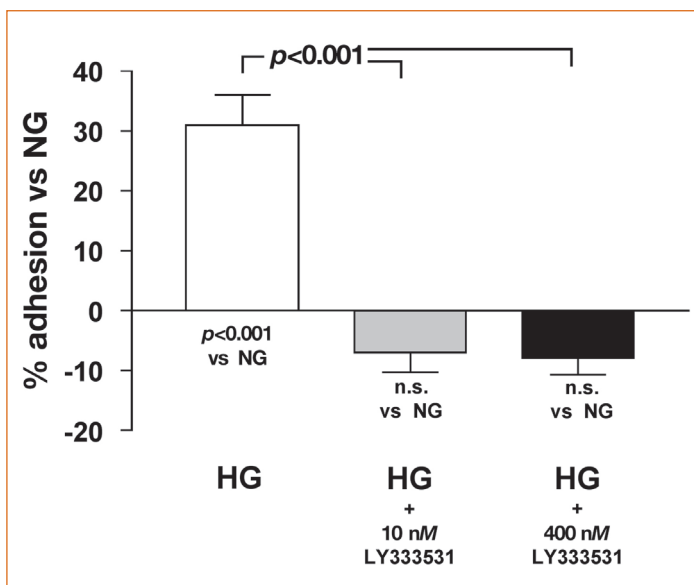 p<0.001
% adhesion vs NG
40
30
20
10
0
-10
-20
p<0.001
vs NG
n.s.
vs NG
n.s.
vs NG
HG
HG
+
10 nM
LY333531
HG
+
400 nM
LY333531